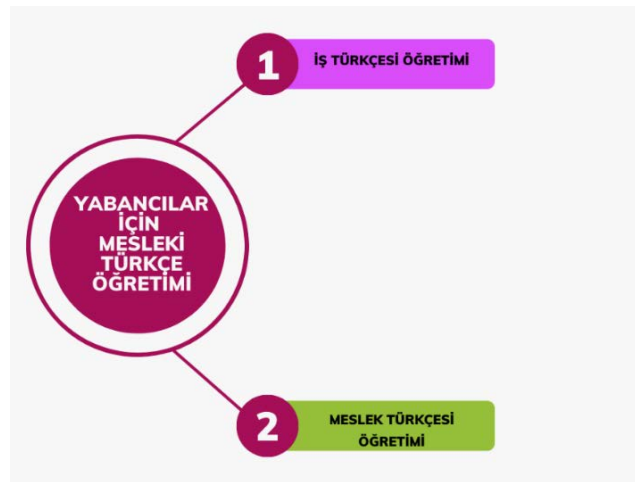 YABANCILAR
İÇİN
MESLEKİ
TÜRKÇE
ÖĞRETİMİ
1
İŞ TÜRKÇESİ ÖĞRETİMİ
2
MESLEK TÜRKÇESİ
ÖĞRETİMİ